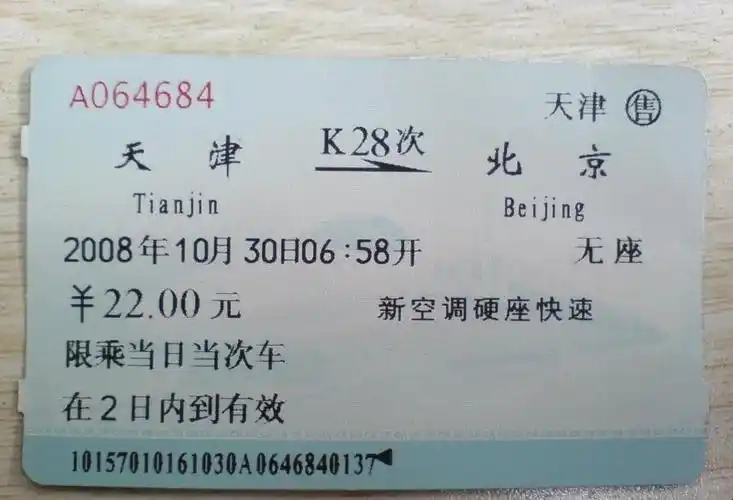 A064684 天津 售
天津 K28次 北京
Tianjin Beijing
2008年10月30日06:58开 无座
￥22.00元 新空调硬座快速
限乘当日当次车
在2日内到有效
10157010161030A0646840137